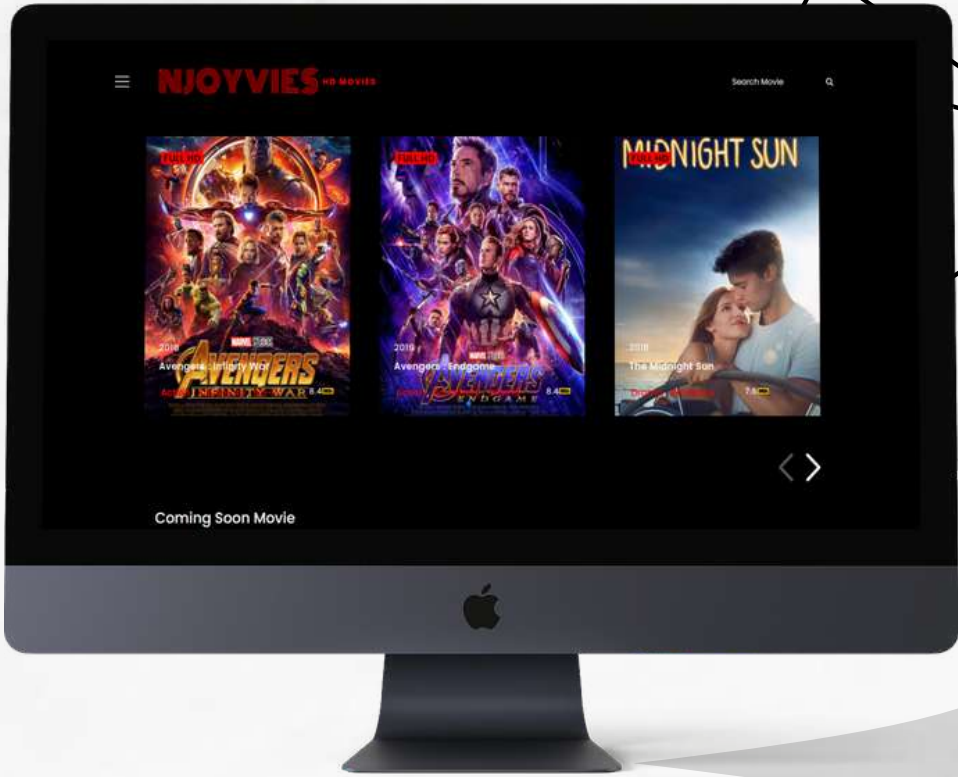 NJOYVIES HD MOVIES
Search Movie
FULL HD
FULL HD
FULL HD
MIDNIGHT SUN
MARVEL STUDIOS
AVENGERS
INFINITY WAR
2018
Avengers : Infinity War
8.4
MARVEL STUDIOS
AVENGERS
ENDGAME
2019
Avengers : Endgame
8.4
2018
The Midnight Sun
7.8
Coming Soon Movie